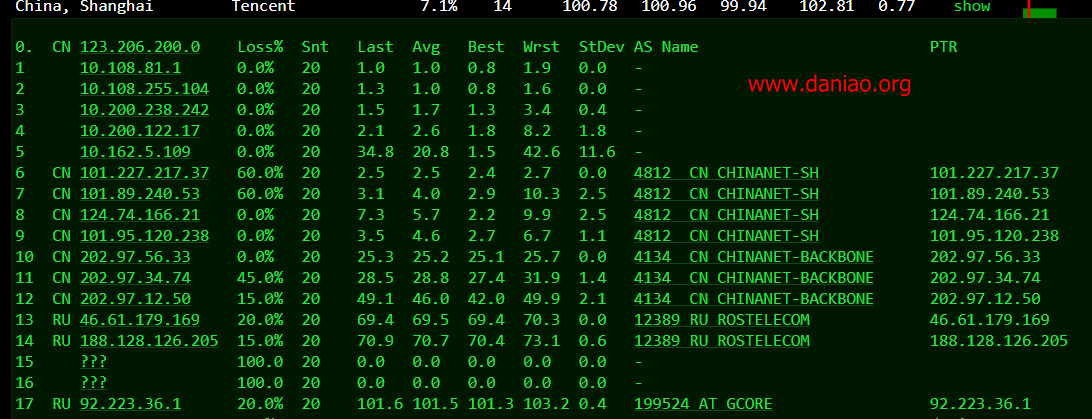 China, Shanghai Tencent 7.1% 14 100.78 100.96 99.94 102.81 0.77 show
0. CN 123.206.200.0 Loss% Snt Last Avg Best Wrst StDev AS Name PTR
1 10.108.81.1 0.0% 20 1.0 1.0 0.8 1.9 0.0 -
2 10.108.255.104 0.0% 20 1.3 1.0 0.8 1.6 0.0 -
www.daniao.org
3 10.200.238.242 0.0% 20 1.5 1.7 1.3 3.4 0.4 -
4 10.200.122.17 0.0% 20 2.1 2.6 1.8 8.2 1.8 -
5 10.162.5.109 0.0% 20 34.8 20.8 1.5 42.6 11.6 -
6 CN 101.227.217.37 60.0% 20 2.5 2.5 2.4 2.7 0.0 4812 CN CHINANET-SH 101.227.217.37
7 CN 101.89.240.53 60.0% 20 3.1 4.0 2.9 10.3 2.5 4812 CN CHINANET-SH 101.89.240.53
8 CN 124.74.166.21 0.0% 20 7.3 5.7 2.2 9.9 2.5 4812 CN CHINANET-SH 124.74.166.21
9 CN 101.95.120.238 0.0% 20 3.5 4.6 2.7 6.7 1.1 4812 CN CHINANET-SH 101.95.120.238
10 CN 202.97.56.33 0.0% 20 25.3 25.2 25.1 25.7 0.0 4134 CN CHINANET-BACKBONE 202.97.56.33
11 CN 202.97.34.74 45.0% 20 28.5 28.8 27.4 31.9 1.4 4134 CN CHINANET-BACKBONE 202.97.34.74
12 CN 202.97.12.50 15.0% 20 49.1 46.0 42.0 49.9 2.1 4134 CN CHINANET-BACKBONE 202.97.12.50
13 RU 46.61.179.169 20.0% 20 69.4 69.5 69.4 70.3 0.0 12389 RU ROSTELECOM 46.61.179.169
14 RU 188.128.126.205 15.0% 20 70.9 70.7 70.4 73.1 0.6 12389 RU ROSTELECOM 188.128.126.205
15 ??? 100.0 20 0.0 0.0 0.0 0.0 0.0 -
16 ??? 100.0 20 0.0 0.0 0.0 0.0 0.0 -
17 RU 92.223.36.1 20.0% 20 101.6 101.5 101.3 103.2 0.4 199524 AT GCORE 92.223.36.1